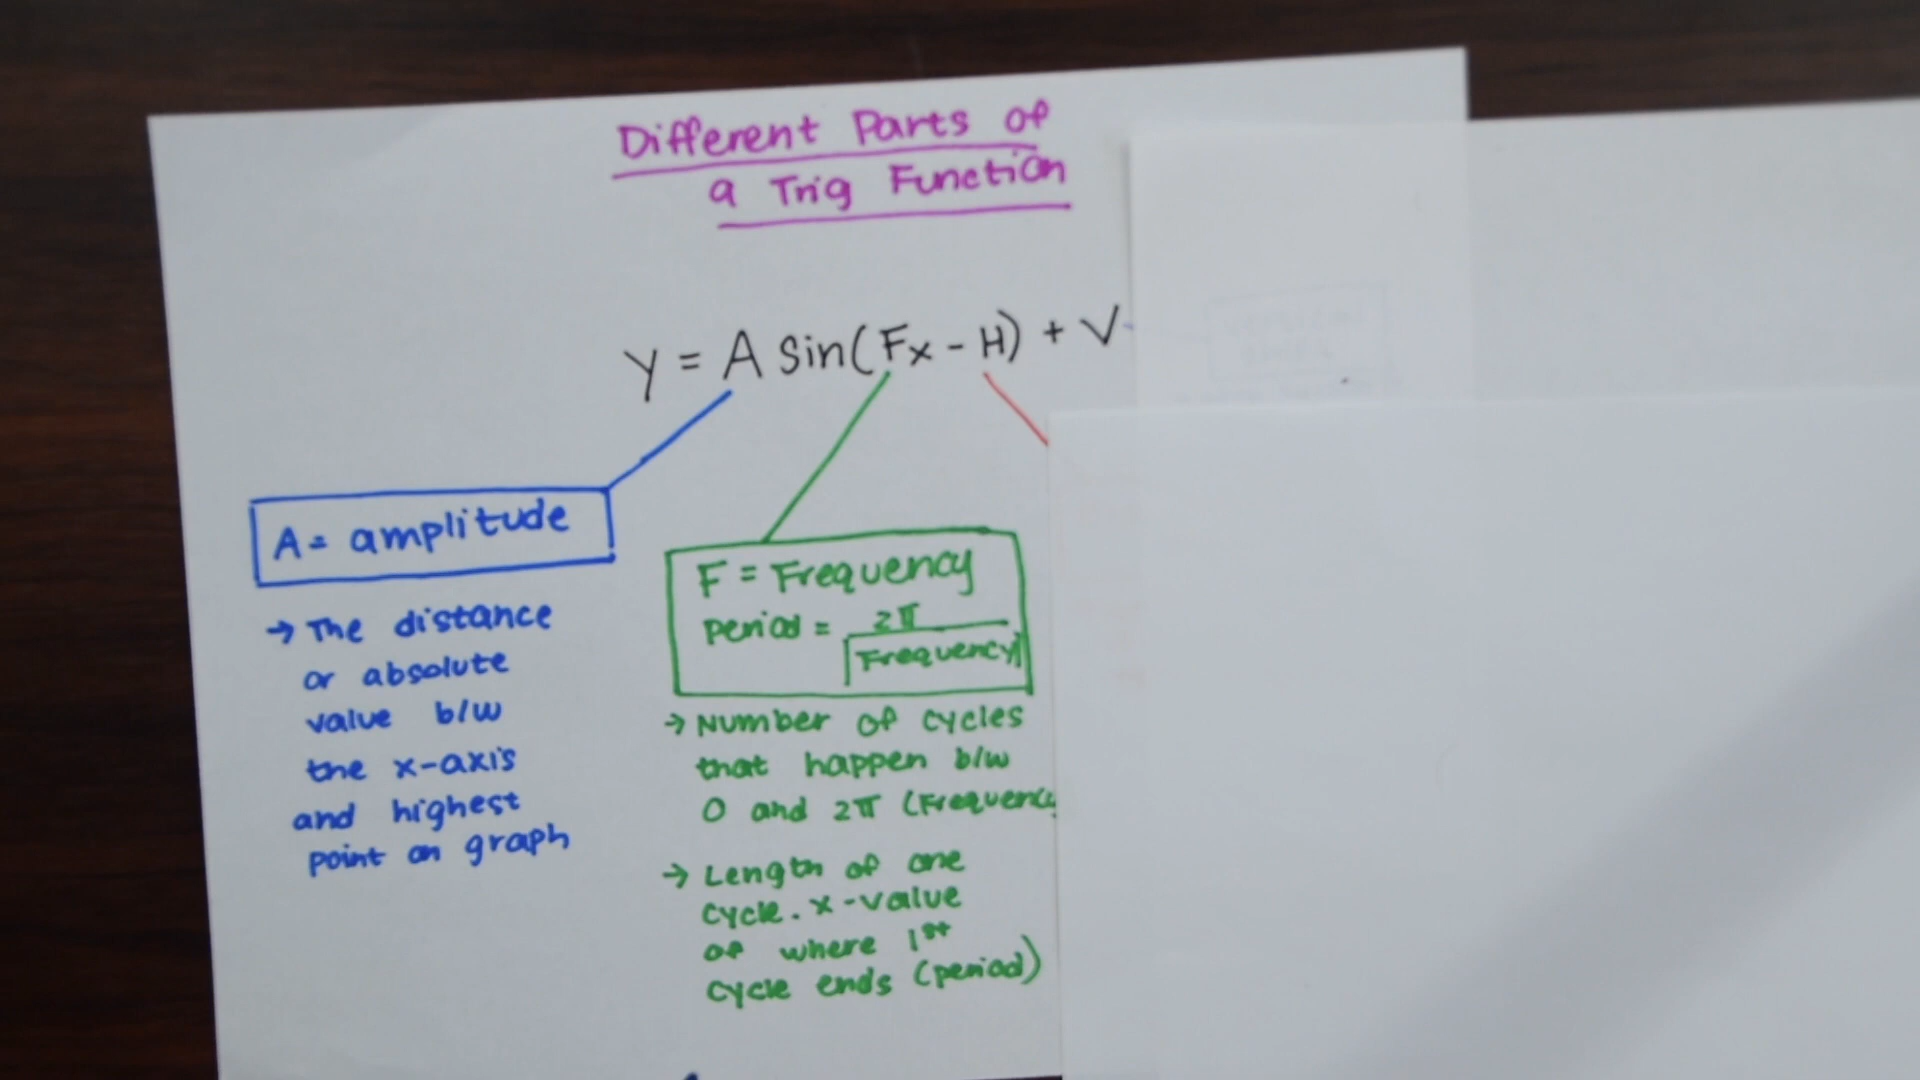 Different Parts of
a Trig Function
y = A sin(Fx - H) + V
A = amplitude
→ The distance
or absolute
value b/w
the x-axis
and highest
point on graph
F = Frequency
period = 2π
|Frequency|
→ Number of cycles
that happen b/w
0 and 2π (Frequency
→ Length of one
cycle. x-value
of where 1st
cycle ends (period)